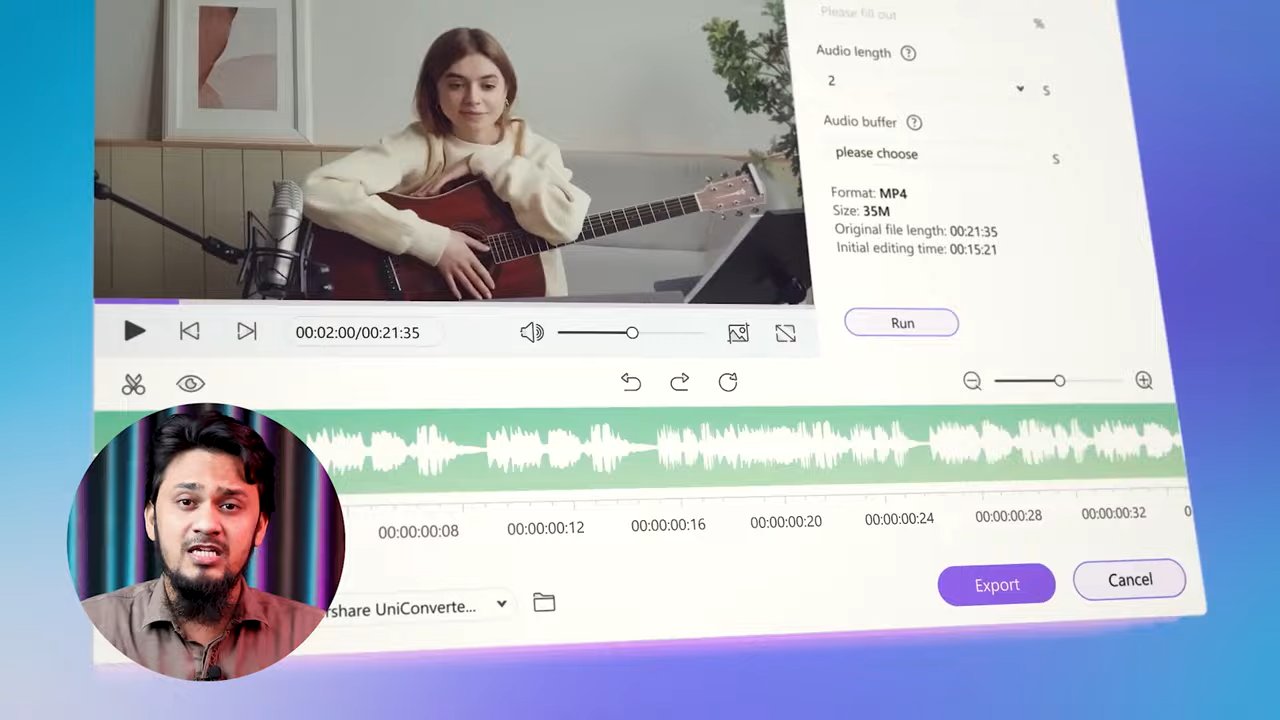 Please fill out
%
Audio length ?
2
S
Audio buffer ?
please choose
S
Format: MP4
Size: 35M
Original file length: 00:21:35
Initial editing time: 00:15:21
Run
00:02:00/00:21:35
00:00:00:08 00:00:00:12 00:00:00:16 00:00:00:20 00:00:00:24 00:00:00:28 00:00:00:32 0
rshare UniConverte...
Export
Cancel